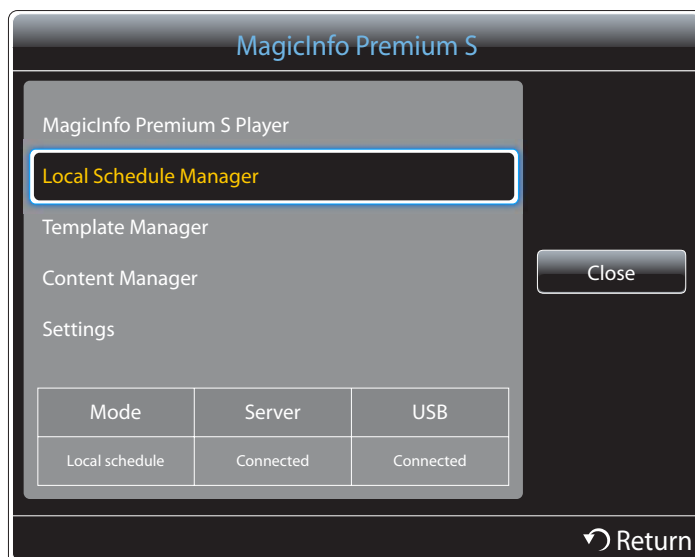 MagicInfo Premium S
MagicInfo Premium S Player
Local Schedule Manager
Template Manager
Content Manager
Close
Settings
Mode Server USB
Local schedule Connected Connected
Return